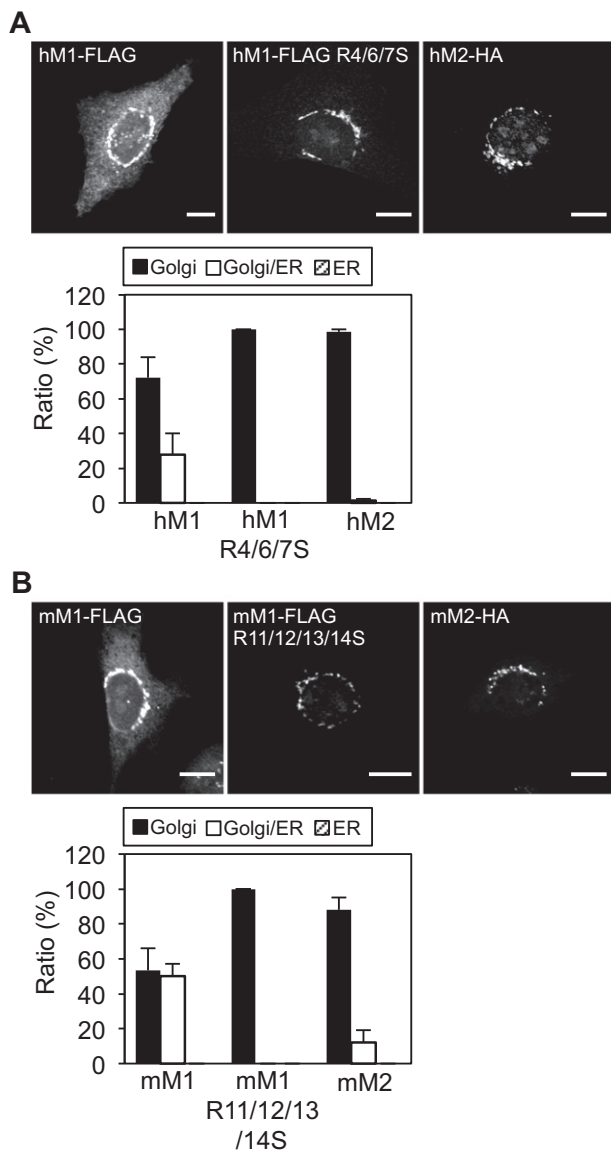 A
hM1-FLAG
hM1-FLAG R4/6/7S
hM2-HA
Golgi Golgi/ER ER
Ratio (%)
120
100
80
60
40
20
0
hM1
hM1
R4/6/7S
hM2
B
mM1-FLAG
mM1-FLAG
R11/12/13/14S
mM2-HA
Golgi Golgi/ER ER
Ratio (%)
120
100
80
60
40
20
0
mM1
mM1
R11/12/13
/14S
mM2